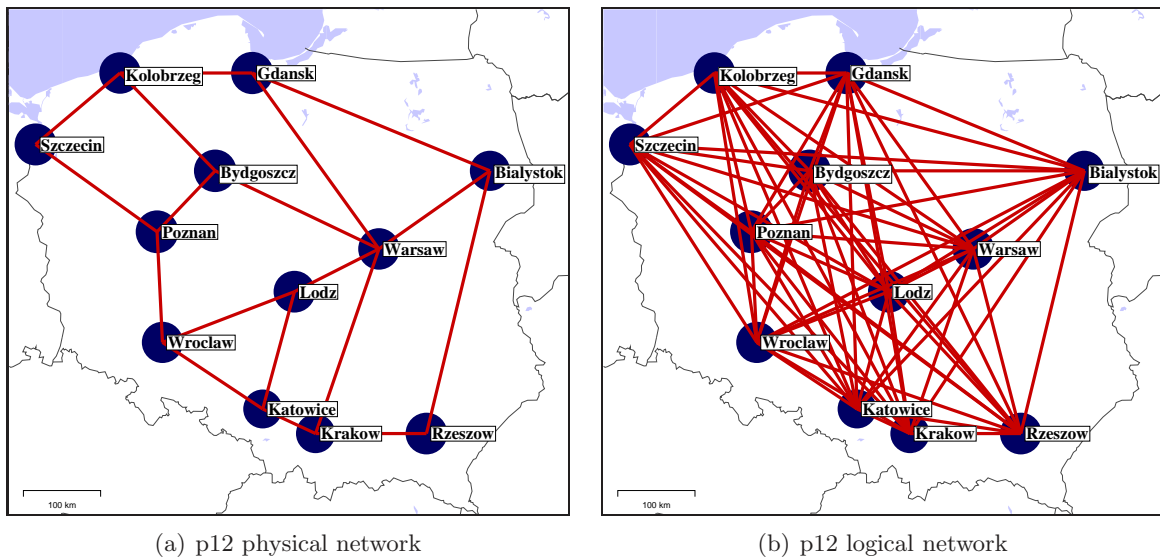 Kolobrzeg
Gdansk
Szczecin
Bydgoszcz
Bialystok
Poznan
Warsaw
Lodz
Wroclaw
Katowice
Krakow
Rzeszow
100 km
(a) p12 physical network
Kolobrzeg
Gdansk
Szczecin
Bydgoszcz
Bialystok
Poznan
Warsaw
Lodz
Wroclaw
Katowice
Krakow
Rzeszow
100 km
(b) p12 logical network